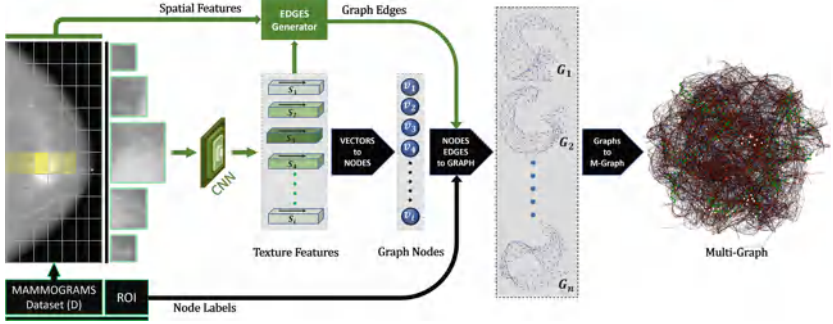 Spatial Features
EDGES
Generator
Graph Edges
S₁
S₂
S₃
S₄
Sᵢ
CNN
VECTORS
to
NODES
v₁
v₂
v₃
v₄
vᵢ
NODES
EDGES
to GRAPH
G₁
G₂
Gₙ
Graphs
to
M-Graph
Texture Features
Graph Nodes
Multi-Graph
MAMMOGRAMS
Dataset (D)
ROI
Node Labels